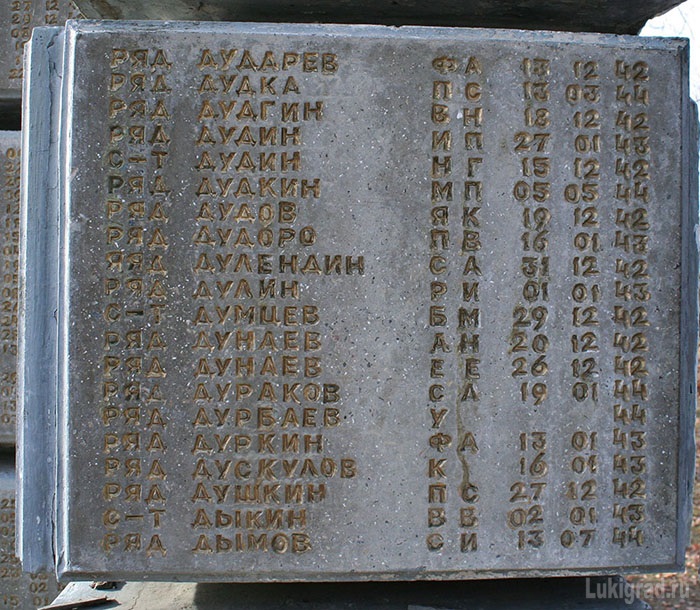 РЯД ДУДАРЕВ Ф А 13 12 42
РЯД ДУДКА П С 13 03 44
РЯД ДУДГИН В Н 18 12 42
РЯД ДУДИН И П 27 01 43
С-Т ДУДИН Н Г 15 12 42
РЯД ДУДКИН М П 05 05 44
РЯД ДУДОВ Я К 19 12 42
РЯД ДУДОРО П В 16 01 43
ЯЯД ДУЛЕНДИН С А 31 12 42
РЯД ДУЛИН Р И 01 01 43
С-Т ДУМЦЕВ Б М 29 12 42
РЯД ДУНАЕВ А Н 20 12 42
РЯД ДУНАЕВ Е Е 26 12 42
РЯД ДУРАКОВ С А 19 01 44
РЯД ДУРБАЕВ У 44
РЯД ДУРКИН Ф А 13 01 43
РЯД ДУСКУЛОВ К 16 01 43
РЯД ДУШКИН П С 27 12 42
С-Т ДЫКИН В В 02 01 43
РЯД ДЫМОВ С И 13 07 44
Lukigrad.ru